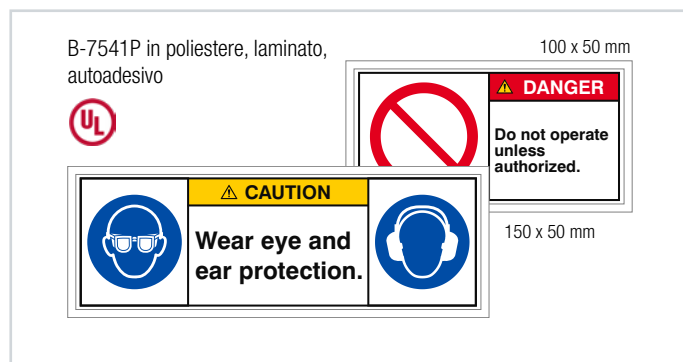 B-7541P in poliestere, laminato,
autoadesivo
UL
100 x 50 mm
DANGER
Do not operate
unless
authorized.
CAUTION
Wear eye and
ear protection.
150 x 50 mm